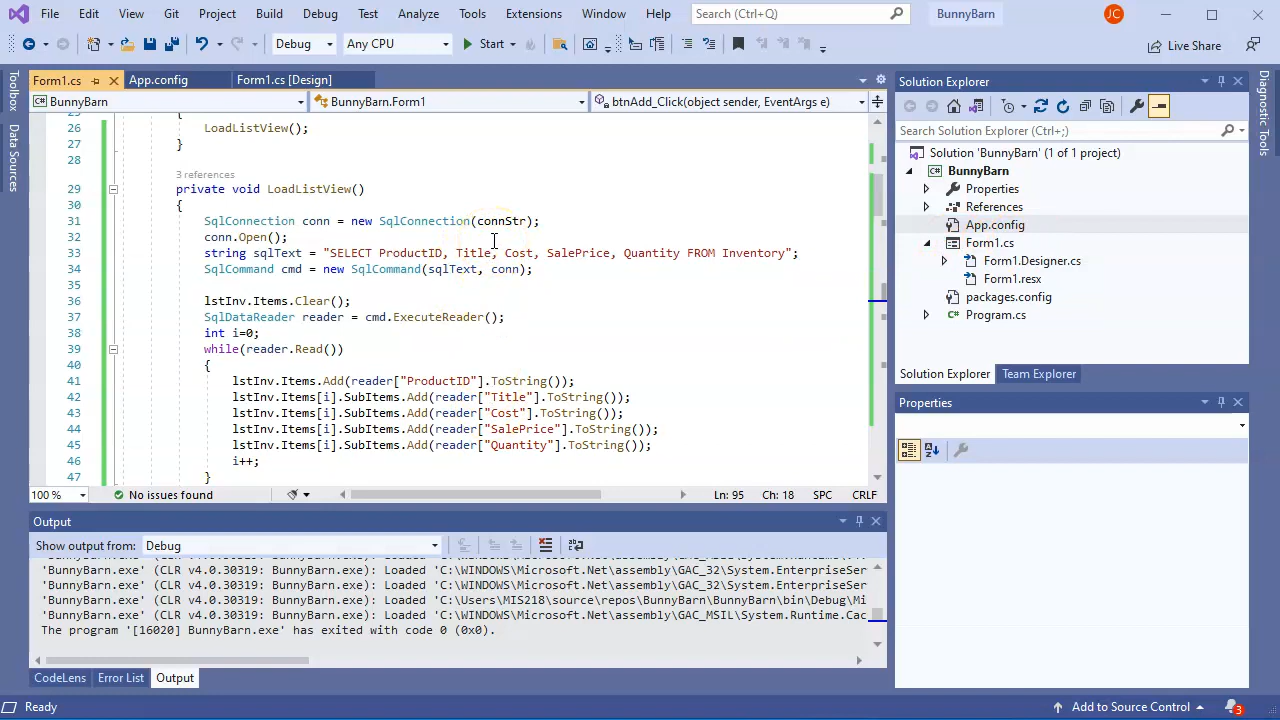 File Edit View Git Project Build Debug Test Analyze Tools Extensions Window Help Search (Ctrl+Q) BunnyBarn JC
Debug Any CPU Start Live Share
Form1.cs App.config Form1.cs [Design]
BunnyBarn BunnyBarn.Form1 btnAdd_Click(object sender, EventArgs e)
Toolbox
Data Sources
26 LoadListView();
27 }
28
3 references
29 private void LoadListView()
30 {
31 SqlConnection conn = new SqlConnection(connStr);
32 conn.Open();
33 string sqlText = "SELECT ProductID, Title, Cost, SalePrice, Quantity FROM Inventory";
34 SqlCommand cmd = new SqlCommand(sqlText, conn);
35
36 lstInv.Items.Clear();
37 SqlDataReader reader = cmd.ExecuteReader();
38 int i=0;
39 while(reader.Read())
40 {
41 lstInv.Items.Add(reader["ProductID"].ToString());
42 lstInv.Items[i].SubItems.Add(reader["Title"].ToString());
43 lstInv.Items[i].SubItems.Add(reader["Cost"].ToString());
44 lstInv.Items[i].SubItems.Add(reader["SalePrice"].ToString());
45 lstInv.Items[i].SubItems.Add(reader["Quantity"].ToString());
46 i++;
47 }
100 % No issues found Ln: 95 Ch: 18 SPC CRLF
Output
Show output from: Debug
'BunnyBarn.exe' (CLR v4.0.30319: BunnyBarn.exe): Loaded 'C:\WINDOWS\Microsoft.Net\assembly\GAC_32\System.EnterpriseSer
'BunnyBarn.exe' (CLR v4.0.30319: BunnyBarn.exe): Loaded 'C:\WINDOWS\Microsoft.Net\assembly\GAC_32\System.EnterpriseSer
'BunnyBarn.exe' (CLR v4.0.30319: BunnyBarn.exe): Loaded 'C:\Users\MIS218\source\repos\BunnyBarn\BunnyBarn\bin\Debug\Mi
'BunnyBarn.exe' (CLR v4.0.30319: BunnyBarn.exe): Loaded 'C:\WINDOWS\Microsoft.Net\assembly\GAC_MSIL\System.Runtime.Cac
The program '[16020] BunnyBarn.exe' has exited with code 0 (0x0).
CodeLens Error List Output
Solution Explorer
Search Solution Explorer (Ctrl+;)
Solution 'BunnyBarn' (1 of 1 project)
BunnyBarn
Properties
References
App.config
Form1.cs
Form1.Designer.cs
Form1.resx
packages.config
Program.cs
Solution Explorer Team Explorer
Properties
Diagnostic Tools
Ready Add to Source Control 3